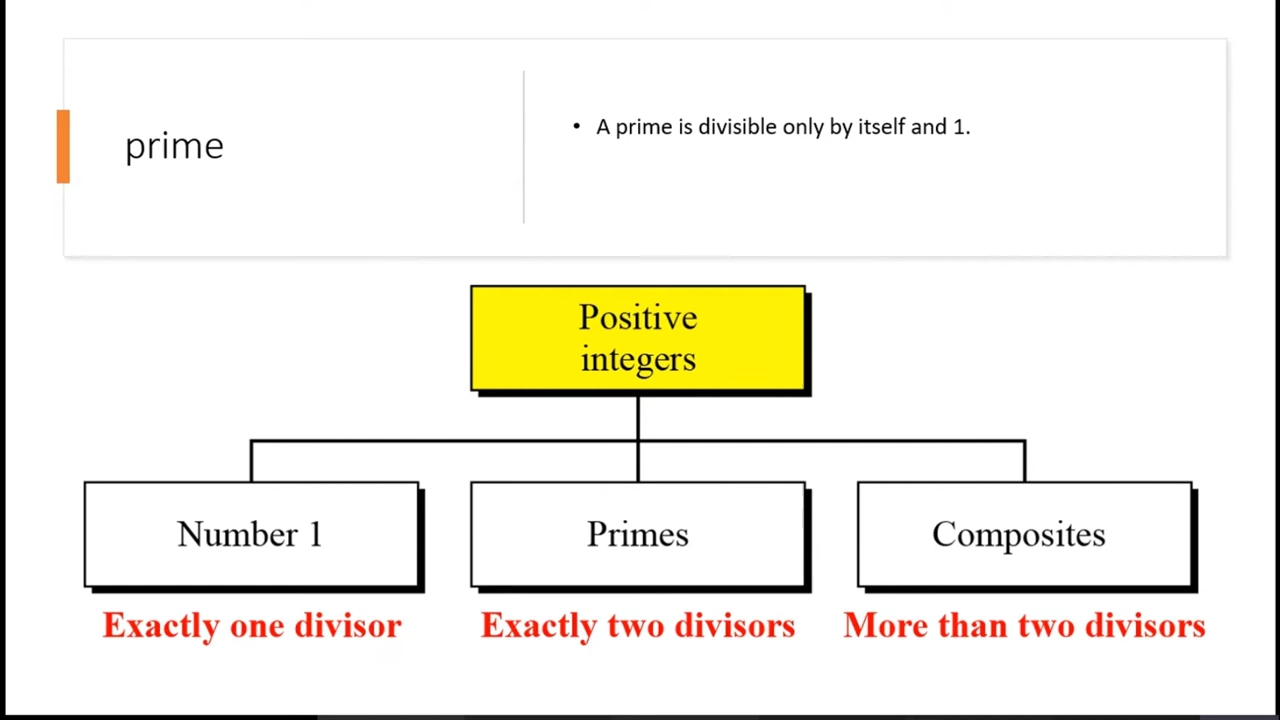 prime
• A prime is divisible only by itself and 1.
Positive
integers
Number 1
Primes
Composites
Exactly one divisor
Exactly two divisors
More than two divisors